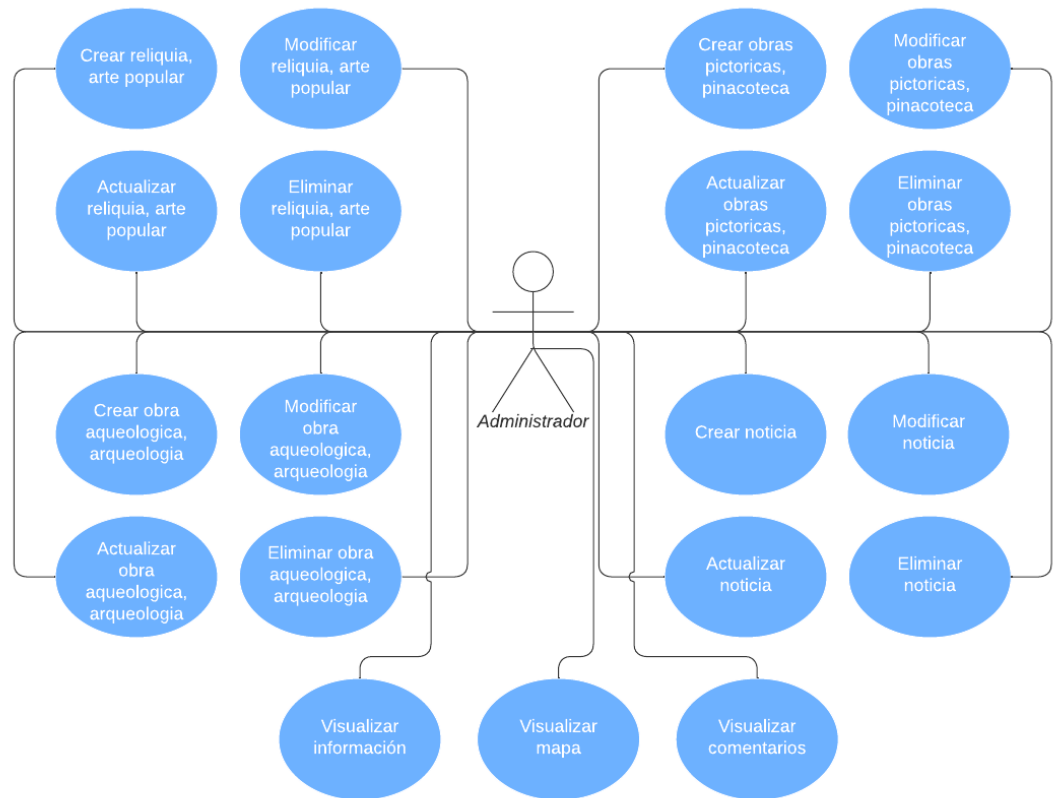 Crear reliquia,
arte popular
Modificar
reliquia, arte
popular
Crear obras
pictoricas,
pinacoteca
Modificar
obras
pictoricas,
pinacoteca
Actualizar
reliquia, arte
popular
Eliminar
reliquia, arte
popular
Actualizar
obras
pictoricas,
pinacoteca
Eliminar
obras
pictoricas,
pinacoteca
Administrador
Crear obra
aqueologica,
arqueologia
Modificar
obra
aqueologica,
arqueologia
Crear noticia
Modificar
noticia
Actualizar
obra
aqueologica,
arqueologia
Eliminar obra
aqueologica,
arqueologia
Actualizar
noticia
Eliminar
noticia
Visualizar
información
Visualizar
mapa
Visualizar
comentarios